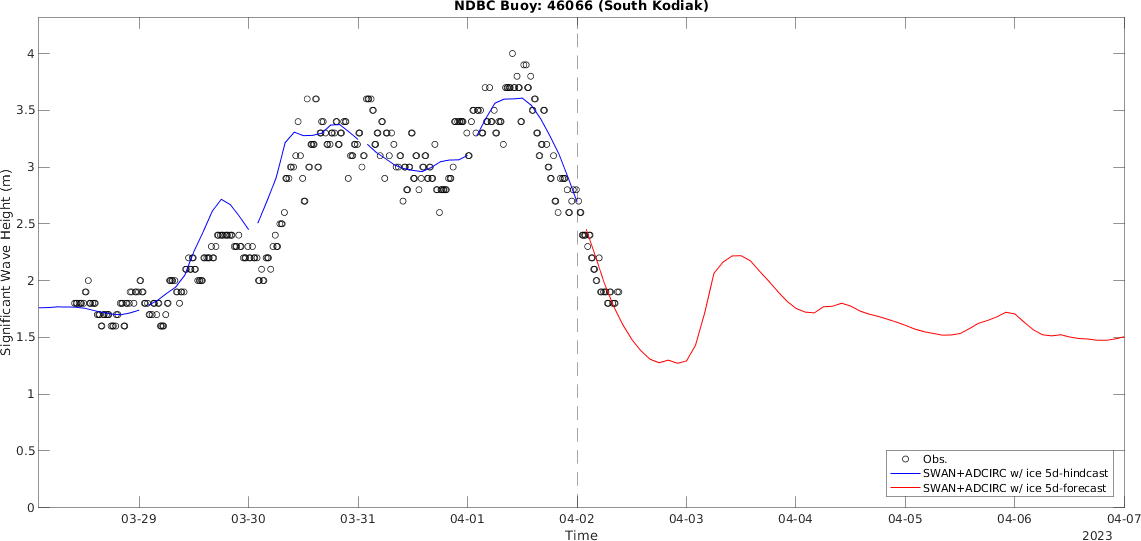 NDBC Buoy: 46066 (South Kodiak)
Significant Wave Height (m)
4
3.5
3
2.5
2
1.5
1
0.5
0
Obs.
SWAN+ADCIRC w/ ice 5d-hindcast
SWAN+ADCIRC w/ ice 5d-forecast
03-29 03-30 03-31 04-01 04-02 04-03 04-04 04-05 04-06 04-07
Time 2023